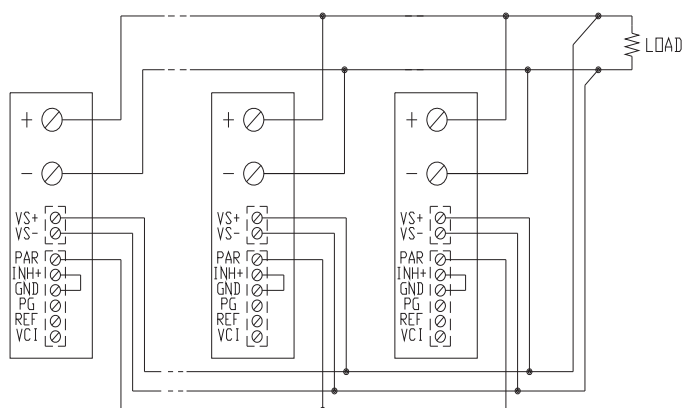 LOAD
+
+
+
-
-
-
VS+
VS-
VS+
VS-
VS+
VS-
PAR
INH+
GND
PG
REF
VCI
PAR
INH+
GND
PG
REF
VCI
PAR
INH+
GND
PG
REF
VCI